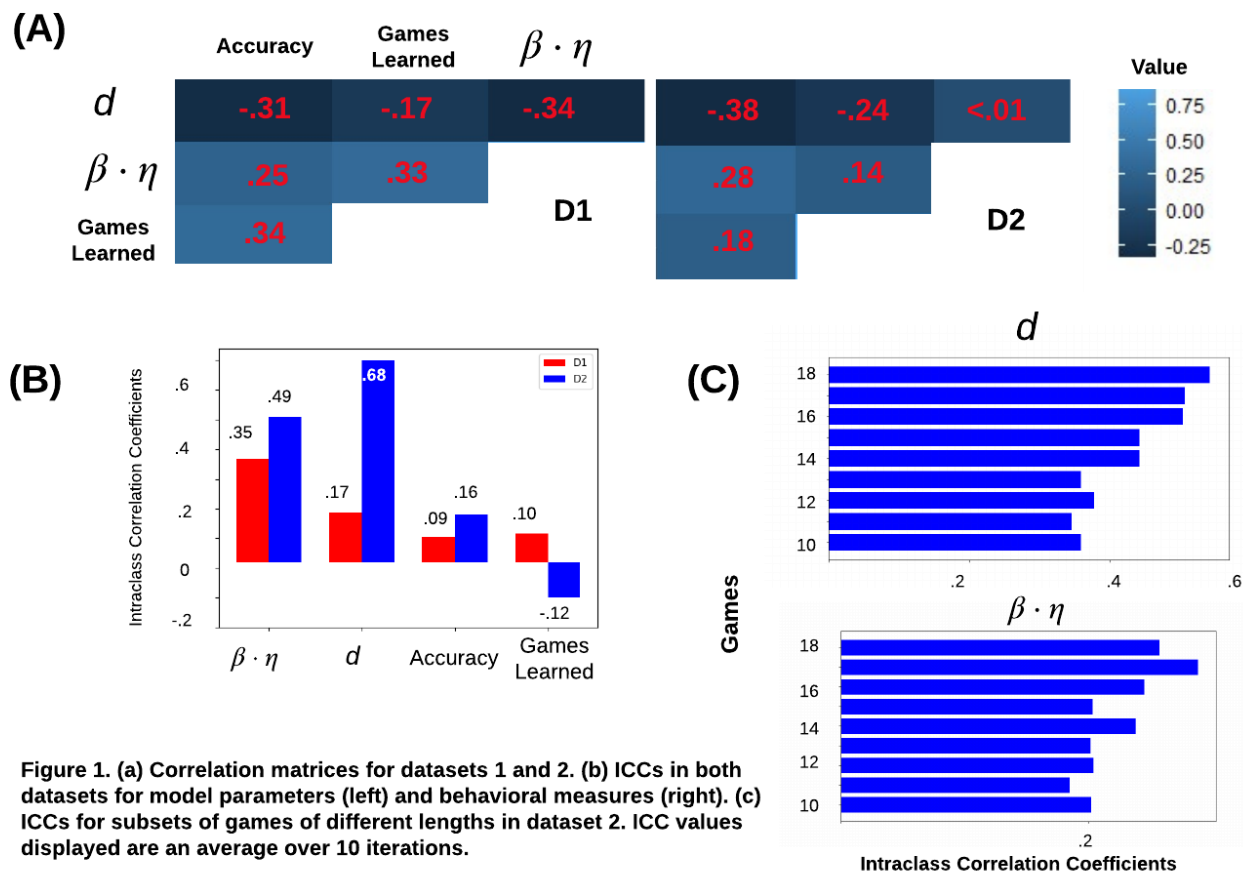 (A)
Accuracy
Games
Learned
β · η
d
-.31
-.17
-.34
-.38
-.24
<.01
β · η
.25
.33
.28
.14
Games
Learned
.34
.18
D1
D2
Value
0.75
0.50
0.25
0.00
-0.25
(B)
Intraclass Correlation Coefficients
.6
.4
.2
0
-.2
D1
D2
.35
.49
.17
.68
.09
.16
.10
-.12
β · η
d
Accuracy
Games
Learned
(C)
d
Games
18
16
14
12
10
.2
.4
.6
β · η
18
16
14
12
10
.2
Intraclass Correlation Coefficients
Figure 1. (a) Correlation matrices for datasets 1 and 2. (b) ICCs in both
datasets for model parameters (left) and behavioral measures (right). (c)
ICCs for subsets of games of different lengths in dataset 2. ICC values
displayed are an average over 10 iterations.